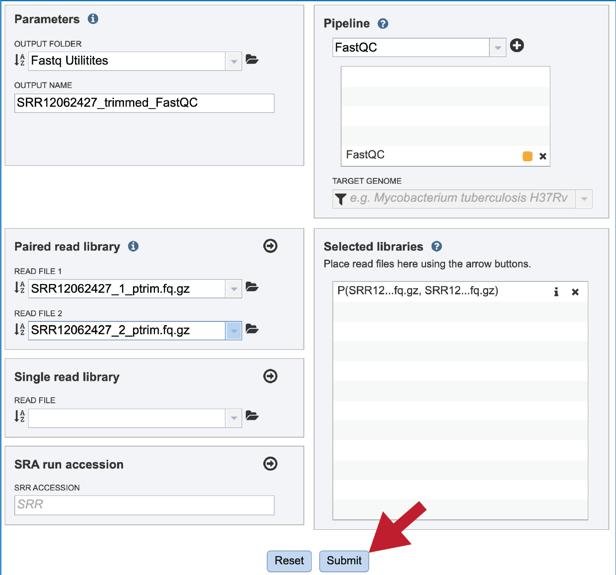 Parameters
OUTPUT FOLDER
Fastq Utilitites
OUTPUT NAME
SRR12062427_trimmed_FastQC
Pipeline
FastQC
FastQC
TARGET GENOME
e.g. Mycobacterium tuberculosis H37Rv
Paired read library
READ FILE 1
SRR12062427_1_ptrim.fq.gz
READ FILE 2
SRR12062427_2_ptrim.fq.gz
Single read library
READ FILE
SRA run accession
SRR ACCESSION
SRR
Selected libraries
Place read files here using the arrow buttons.
P(SRR12...fq.gz, SRR12...fq.gz)
Reset Submit